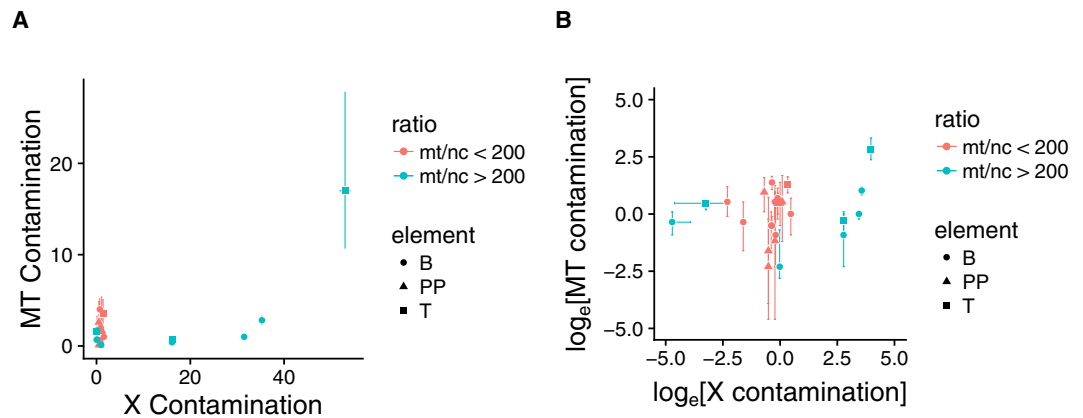 A
MT Contamination
20
10
0
0
20
40
X Contamination
ratio
mt/nc < 200
mt/nc > 200
element
B
PP
T
B
logₑ[MT contamination]
5.0
2.5
0.0
−2.5
−5.0
−5.0
−2.5
0.0
2.5
5.0
logₑ[X contamination]
ratio
mt/nc < 200
mt/nc > 200
element
B
PP
T